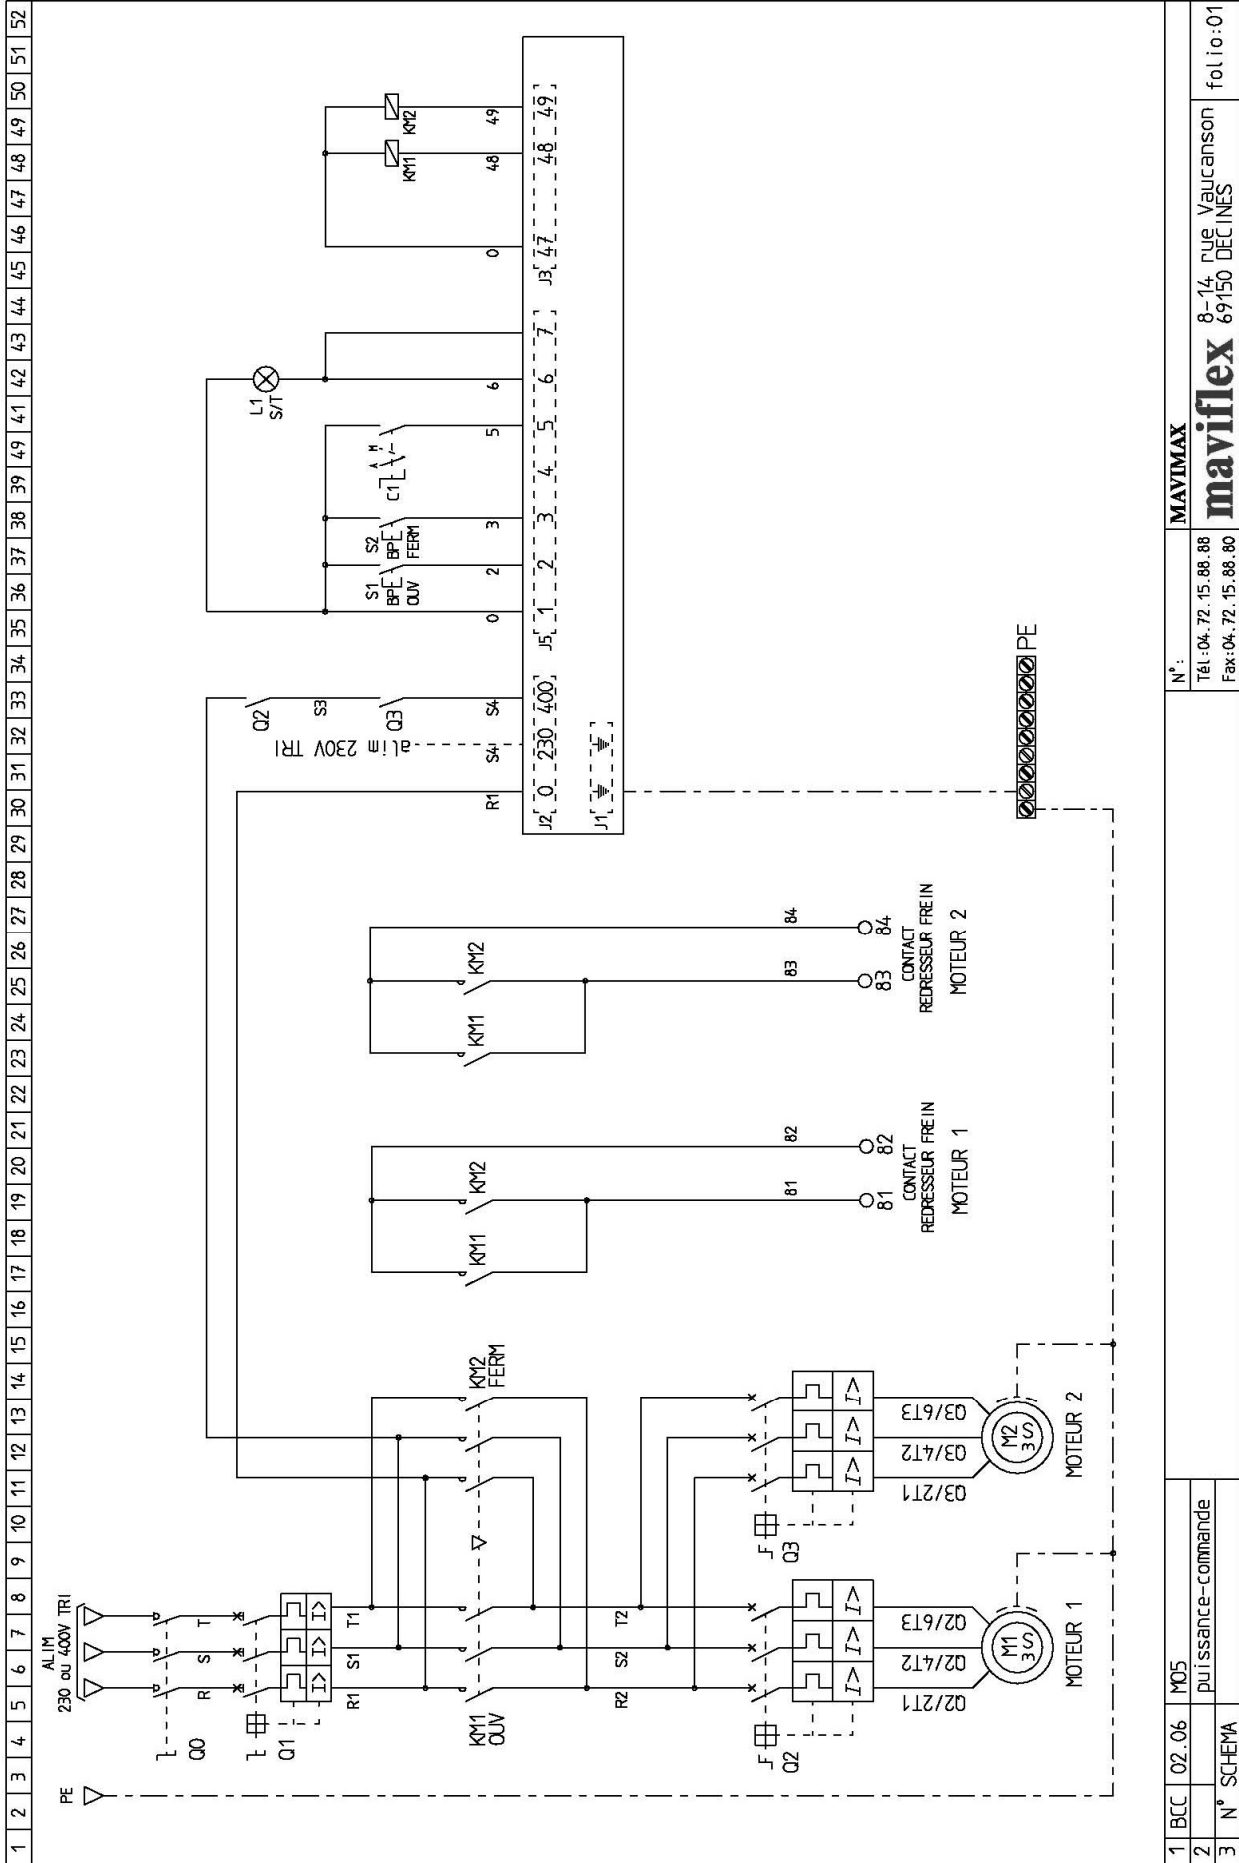 1 2 3 4 5 6 7 8 9 10 11 12 13 14 15 16 17 18 19 20 21 22 23 24 25 26 27 28 29 30 31 32 33 34 35 36 37 38 39 49 41 42 43 44 45 46 47 48 49 50 51 52
ALIM
230 ou 400V TRI
PE
Q0
R S T
Q1
R1 S1 T1
KM1
OUV
KM2
FERM
R2 S2 T2
Q2
Q3
I> I> I>
I> I> I>
I> I> I>
Q2/2T1 Q2/4T2 Q2/6T3
Q3/2T1 Q3/4T2 Q3/6T3
M1
3 S
MOTEUR 1
M2
3 S
MOTEUR 2
KM1 KM2
81 82
81 82
CONTACT
REDRESSEUR FREIN
MOTEUR 1
KM1 KM2
83 84
83 84
CONTACT
REDRESSEUR FREIN
MOTEUR 2
Q2
S3
Q3
alim 230V TRI
R1 S4 S4
J2 0 230 400
J1
PE
L1
S/T
S1
BPE
OUV
S2
BPE
FERM
C1 A M
0 2 3 5 6
J5 1 2 3 4 5 6 7
KM1 KM2
0 48 49
J3 47 48 49
1 BCC 02.06 M05
2 puissance-commande
3 N° SCHEMA
N°: MAVIMAX
Tél:04.72.15.88.88
Fax:04.72.15.88.80
maviflex 8-14 rue Vaucanson
69150 DECINES
folio:01